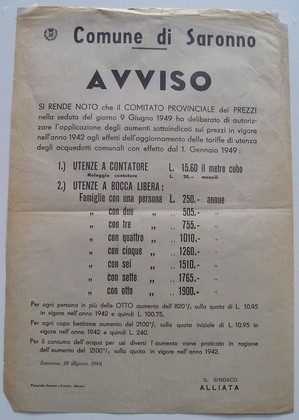 Comune di Saronno
AVVISO
SI RENDE NOTO che il COMITATO PROVINCIALE dei PREZZI
nella seduta del giorno 9 Giugno 1949 ha deliberato di autoriz-
zare l'applicazione degli aumenti sottoindicati sui prezzi in vigore
nell'anno 1942 agli effetti dell'aggiornamento delle tariffe di utenza
degli acquedotti comunali con effetto dal 1. Gennaio 1949:
1.) UTENZE A CONTATORE L. 15.60 il metro cubo
Noleggio contatore L. 20.- mensili
2.) UTENZE A BOCCA LIBERA:
Famiglie con una persona L. 250.- annue
„ con due „ „ 505.- „
„ con tre „ „ 755.- „
„ con quattro „ „ 1010.- „
„ con cinque „ „ 1260.- „
„ con sei „ „ 1510.- „
„ con sette „ „ 1765.- „
„ con otto „ „ 1900.- „
Per ogni persona in più delle OTTO aumento dell'820%, sulla quota di L. 10.95
in vigore nell'anno 1942 e quindi L. 100.75.
Per ogni capo bestiame aumento del 2100%, sulla quota iniziale di L. 10.95
in vigore nell'anno 1942 e quindi L. 240.
Per il consumo dell'acqua per usi diversi l'aumento viene praticato in ragione
dell'aumento del 2100%, sulla quota in vigore nell'anno 1942.
Saronno, Agosto 1949
IL SINDACO
ALLIATA